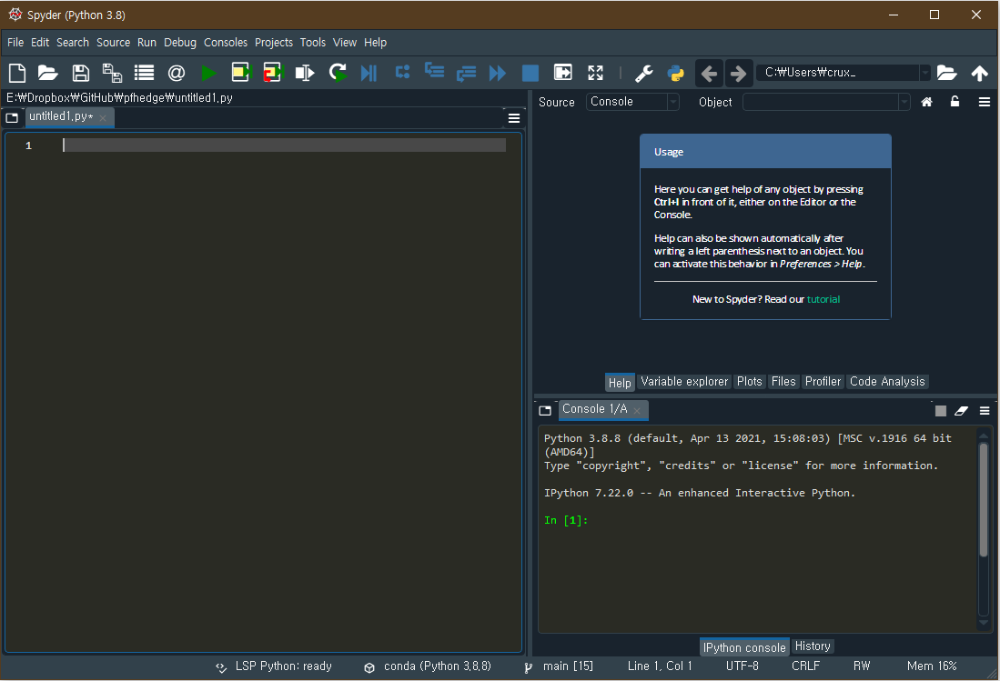 Spyder (Python 3.8)
File Edit Search Source Run Debug Consoles Projects Tools View Help
C:₩Users₩crux_
E:₩Dropbox₩GitHub₩pfhedge₩untitled1.py
untitled1.py*
1
Source Console Object
Usage
Here you can get help of any object by pressing
Ctrl+I in front of it, either on the Editor or the
Console.
Help can also be shown automatically after
writing a left parenthesis next to an object. You
can activate this behavior in Preferences > Help.
New to Spyder? Read our tutorial
Help Variable explorer Plots Files Profiler Code Analysis
Console 1/A
Python 3.8.8 (default, Apr 13 2021, 15:08:03) [MSC v.1916 64 bit
(AMD64)]
Type "copyright", "credits" or "license" for more information.
IPython 7.22.0 -- An enhanced Interactive Python.
In [1]:
IPython console History
LSP Python: ready conda (Python 3.8.8) main [15] Line 1, Col 1 UTF-8 CRLF RW Mem 16%